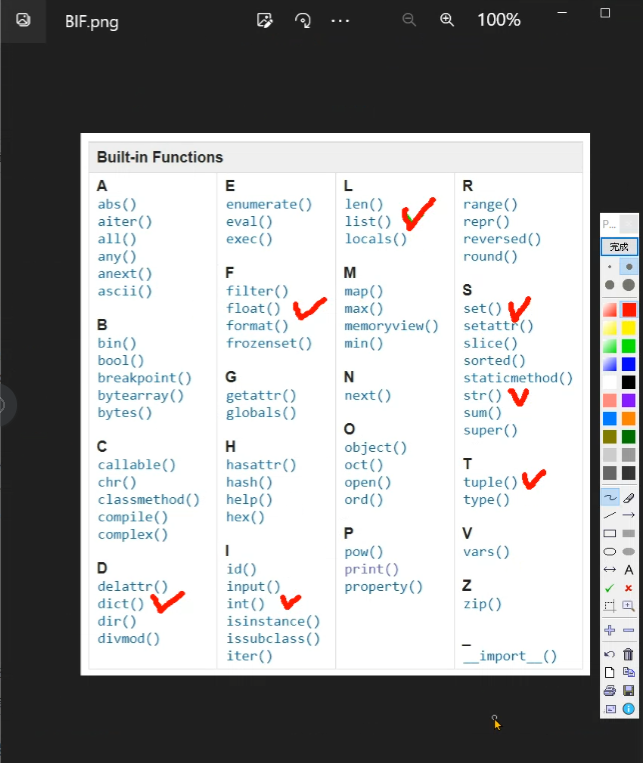 BIF.png
100%
Built-in Functions
A
abs()
aiter()
all()
any()
anext()
ascii()
B
bin()
bool()
breakpoint()
bytearray()
bytes()
C
callable()
chr()
classmethod()
compile()
complex()
D
delattr()
dict()
dir()
divmod()
E
enumerate()
eval()
exec()
F
filter()
float()
format()
frozenset()
G
getattr()
globals()
H
hasattr()
hash()
help()
hex()
I
id()
input()
int()
isinstance()
issubclass()
iter()
L
len()
list()
locals()
M
map()
max()
memoryview()
min()
N
next()
O
object()
oct()
open()
ord()
P
pow()
print()
property()
R
range()
repr()
reversed()
round()
S
set()
setattr()
slice()
sorted()
staticmethod()
str()
sum()
super()
T
tuple()
type()
V
vars()
Z
zip()
_
__import__()
P...
完成
A